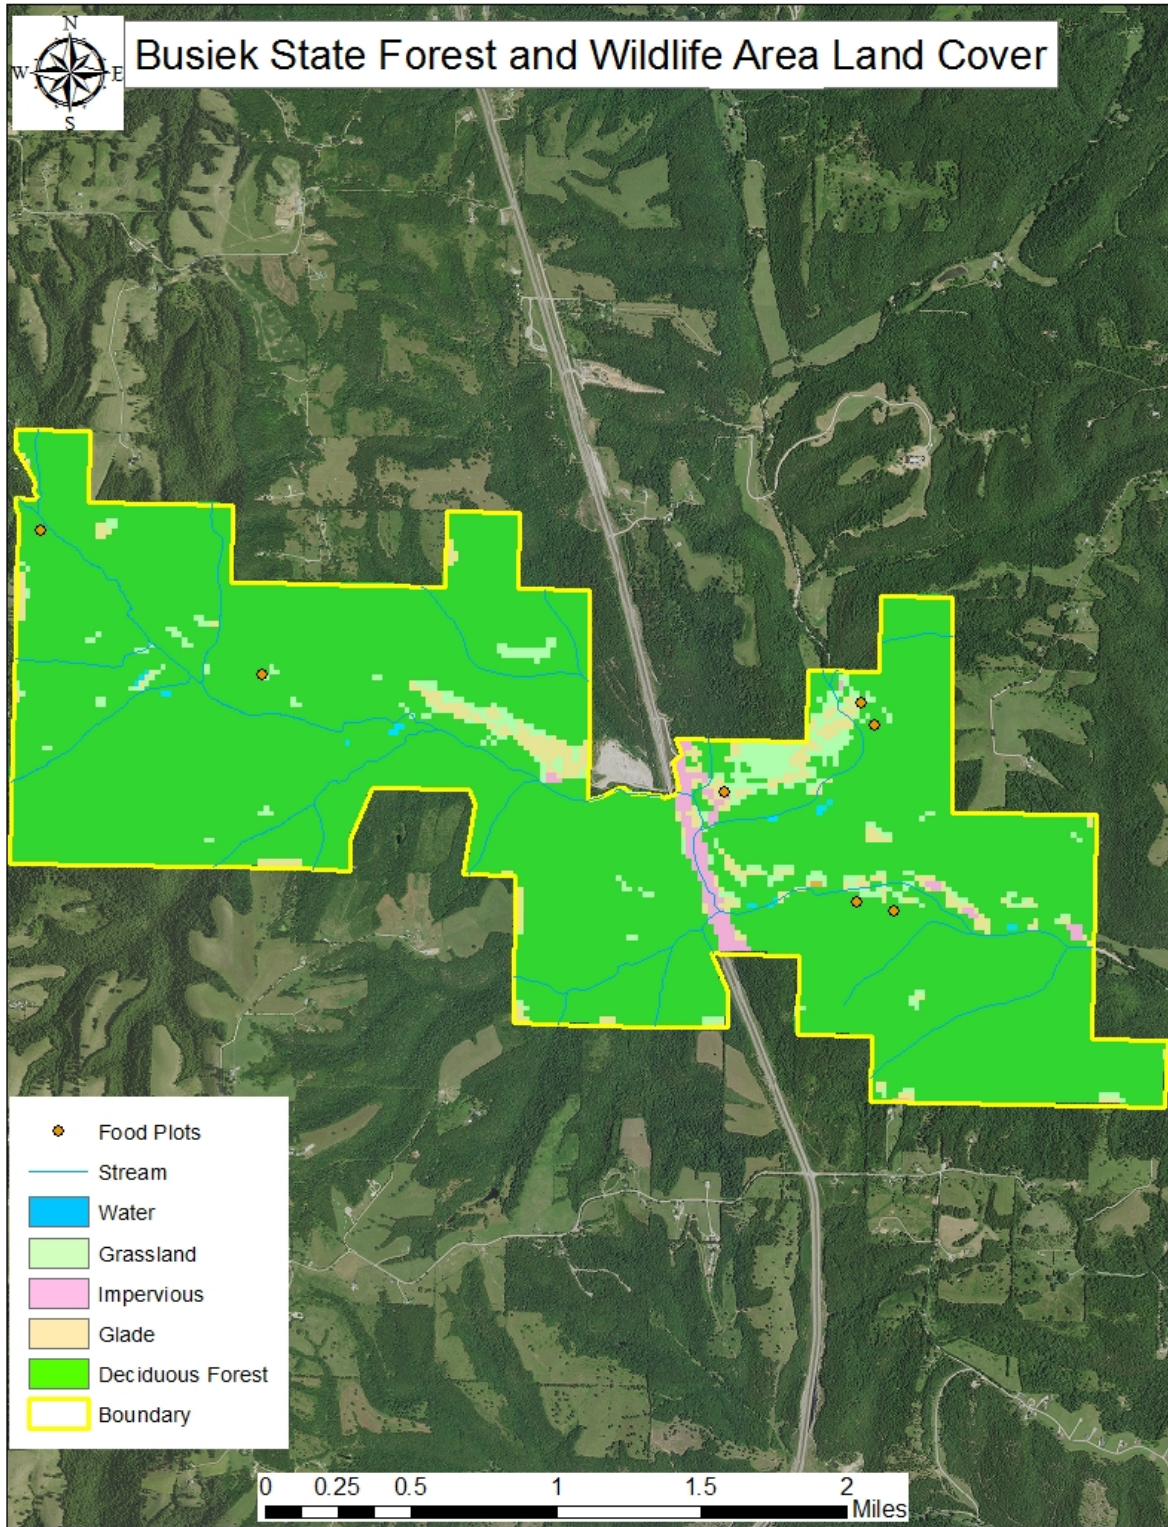 N
W E
S
Busiek State Forest and Wildlife Area Land Cover
Food Plots
Stream
Water
Grassland
Impervious
Glade
Deciduous Forest
Boundary
0 0.25 0.5 1 1.5 2
Miles